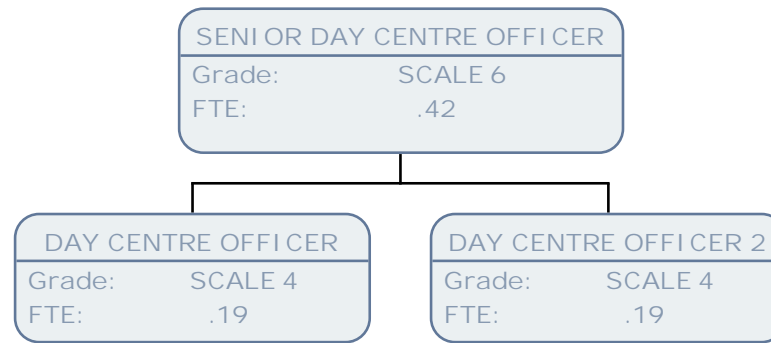 SENIOR DAY CENTRE OFFICER
Grade: SCALE 6
FTE: .42
DAY CENTRE OFFICER
Grade: SCALE 4
FTE: .19
DAY CENTRE OFFICER 2
Grade: SCALE 4
FTE: .19